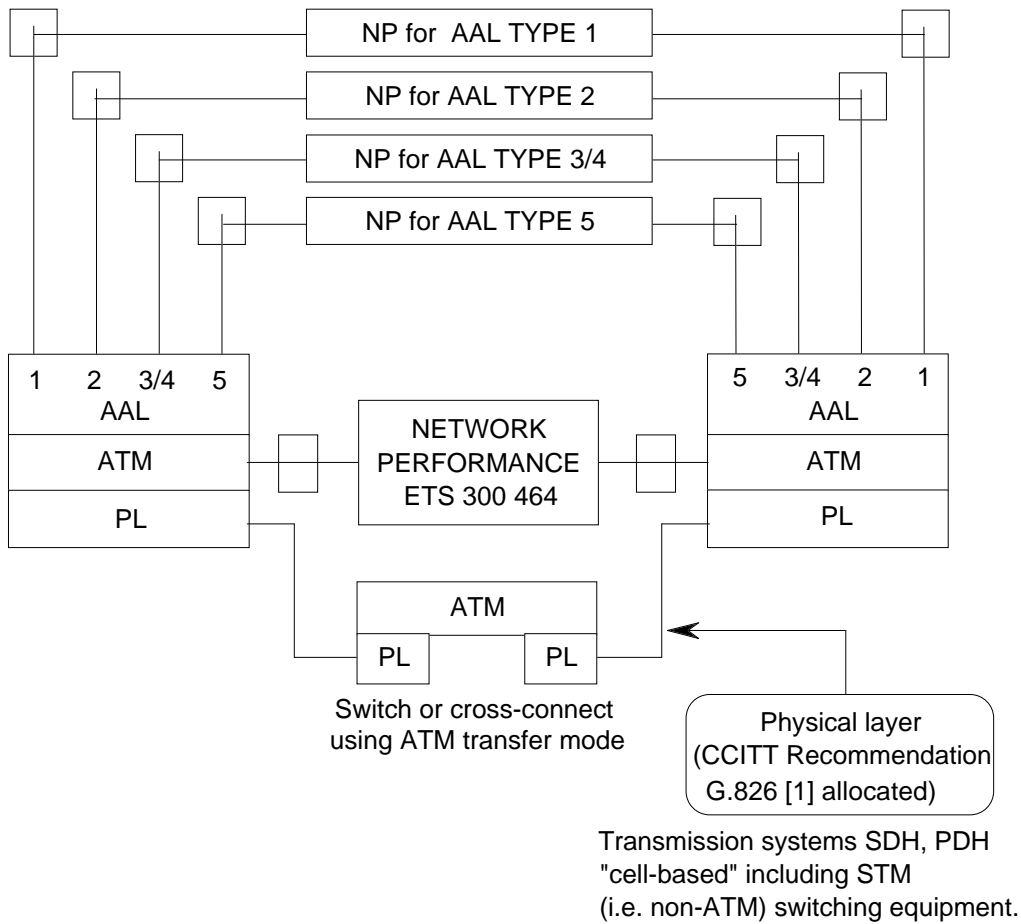 NP for AAL TYPE 1
NP for AAL TYPE 2
NP for AAL TYPE 3/4
NP for AAL TYPE 5
1 2 3/4 5
AAL
ATM
PL
NETWORK
PERFORMANCE
ETS 300 464
5 3/4 2 1
AAL
ATM
PL
ATM
PL PL
Switch or cross-connect
using ATM transfer mode
Physical layer
(CCITT Recommendation
G.826 [1] allocated)
Transmission systems SDH, PDH
"cell-based" including STM
(i.e. non-ATM) switching equipment.